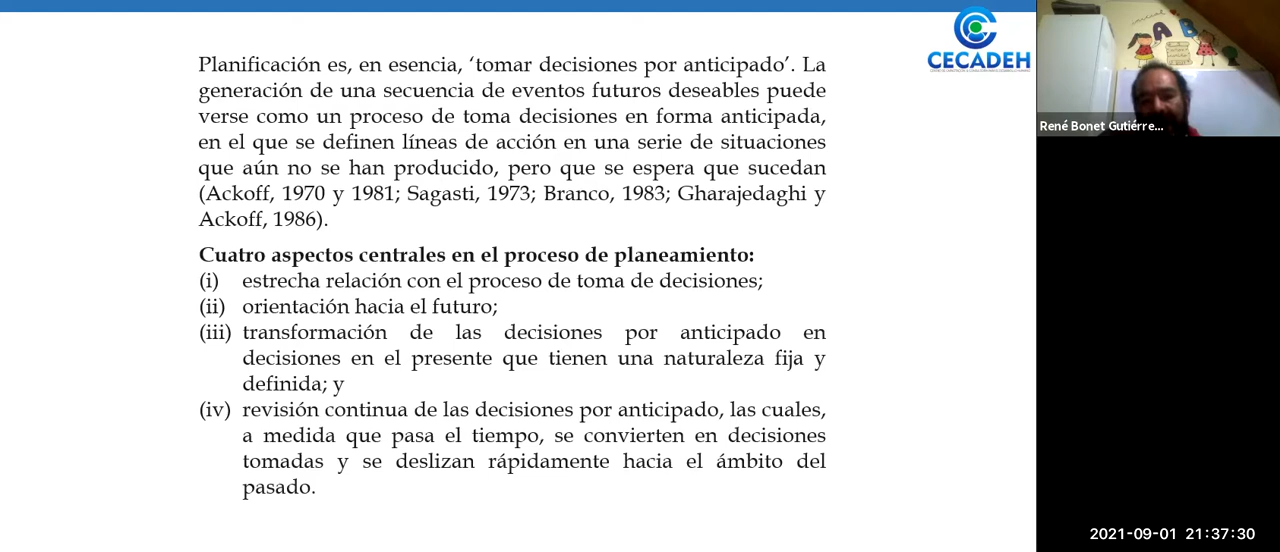 Planificación es, en esencia, ‘tomar decisiones por anticipado’. La
generación de una secuencia de eventos futuros deseables puede
verse como un proceso de toma decisiones en forma anticipada,
en el que se definen líneas de acción en una serie de situaciones
que aún no se han producido, pero que se espera que sucedan
(Ackoff, 1970 y 1981; Sagasti, 1973; Branco, 1983; Gharajedaghi y
Ackoff, 1986).
Cuatro aspectos centrales en el proceso de planeamiento:
(i) estrecha relación con el proceso de toma de decisiones;
(ii) orientación hacia el futuro;
(iii) transformación de las decisiones por anticipado en
decisiones en el presente que tienen una naturaleza fija y
definida; y
(iv) revisión continua de las decisiones por anticipado, las cuales,
a medida que pasa el tiempo, se convierten en decisiones
tomadas y se deslizan rápidamente hacia el ámbito del
pasado.
CECADEH
René Bonet Gutiérre...
2021-09-01 21:37:30